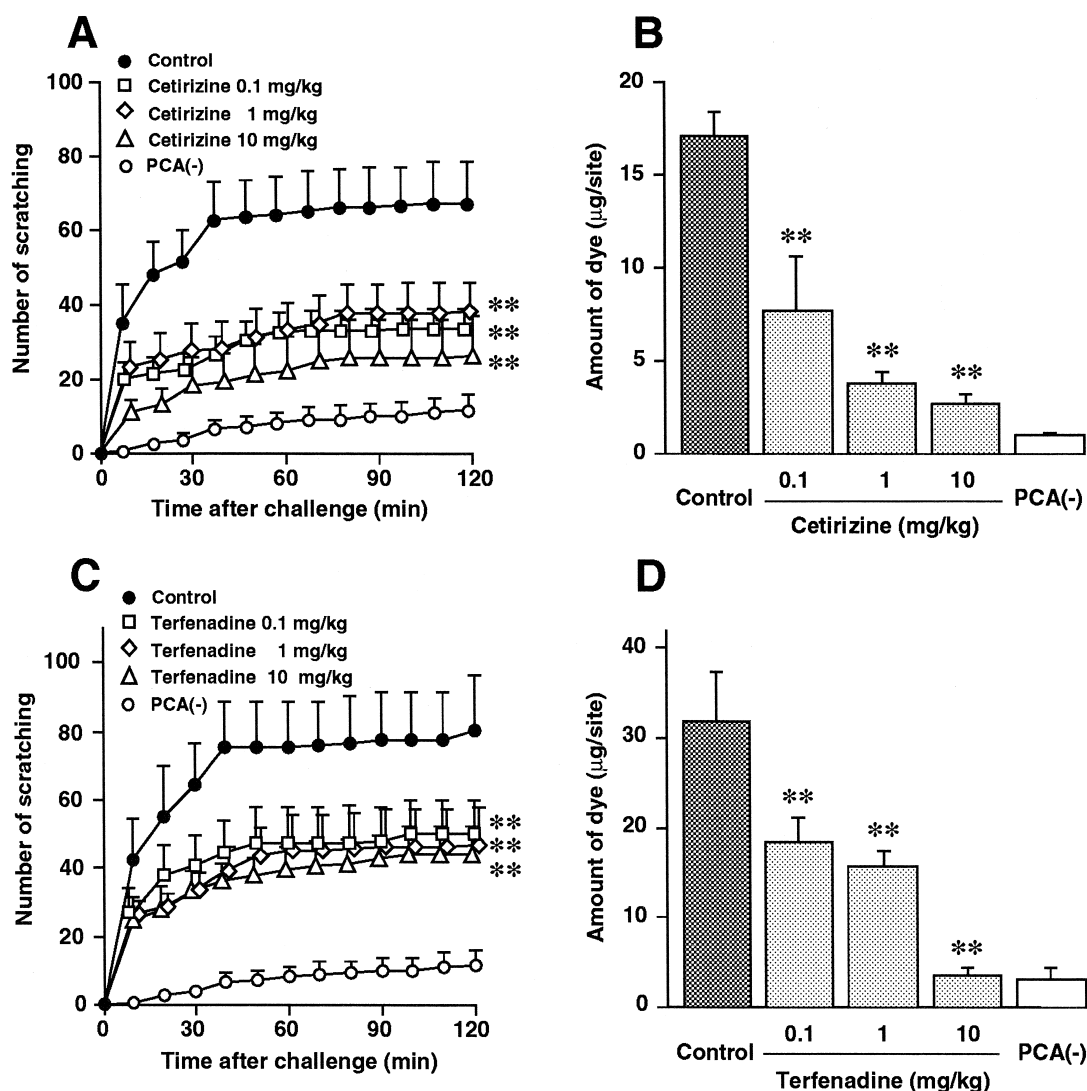 A
Control
Cetirizine 0.1 mg/kg
Cetirizine 1 mg/kg
Cetirizine 10 mg/kg
PCA(-)
Number of scratching
100
80
60
40
20
0
**
**
**
0 30 60 90 120
Time after challenge (min)
B
Amount of dye (μg/site)
20
15
10
5
0
**
**
**
0.1 1 10
Control PCA(-)
Cetirizine (mg/kg)
C
Control
Terfenadine 0.1 mg/kg
Terfenadine 1 mg/kg
Terfenadine 10 mg/kg
PCA(-)
Number of scratching
100
80
60
40
20
0
**
**
**
0 30 60 90 120
Time after challenge (min)
D
Amount of dye (μg/site)
40
30
20
10
0
**
**
**
0.1 1 10
Control PCA(-)
Terfenadine (mg/kg)